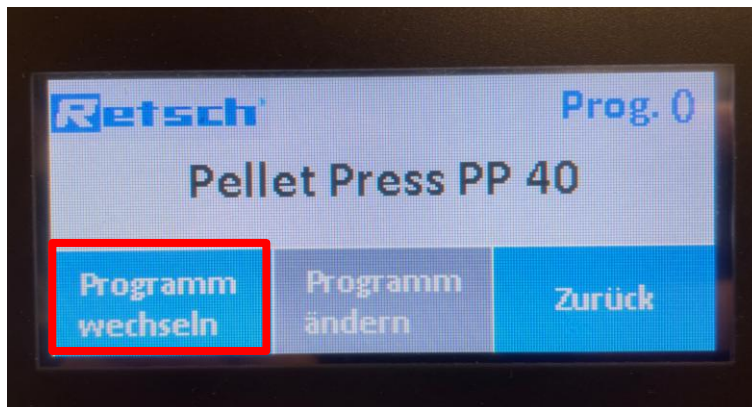 Retsch
Prog. 0
Pellet Press PP 40
Programm
wechseln
Programm
ändern
Zurück